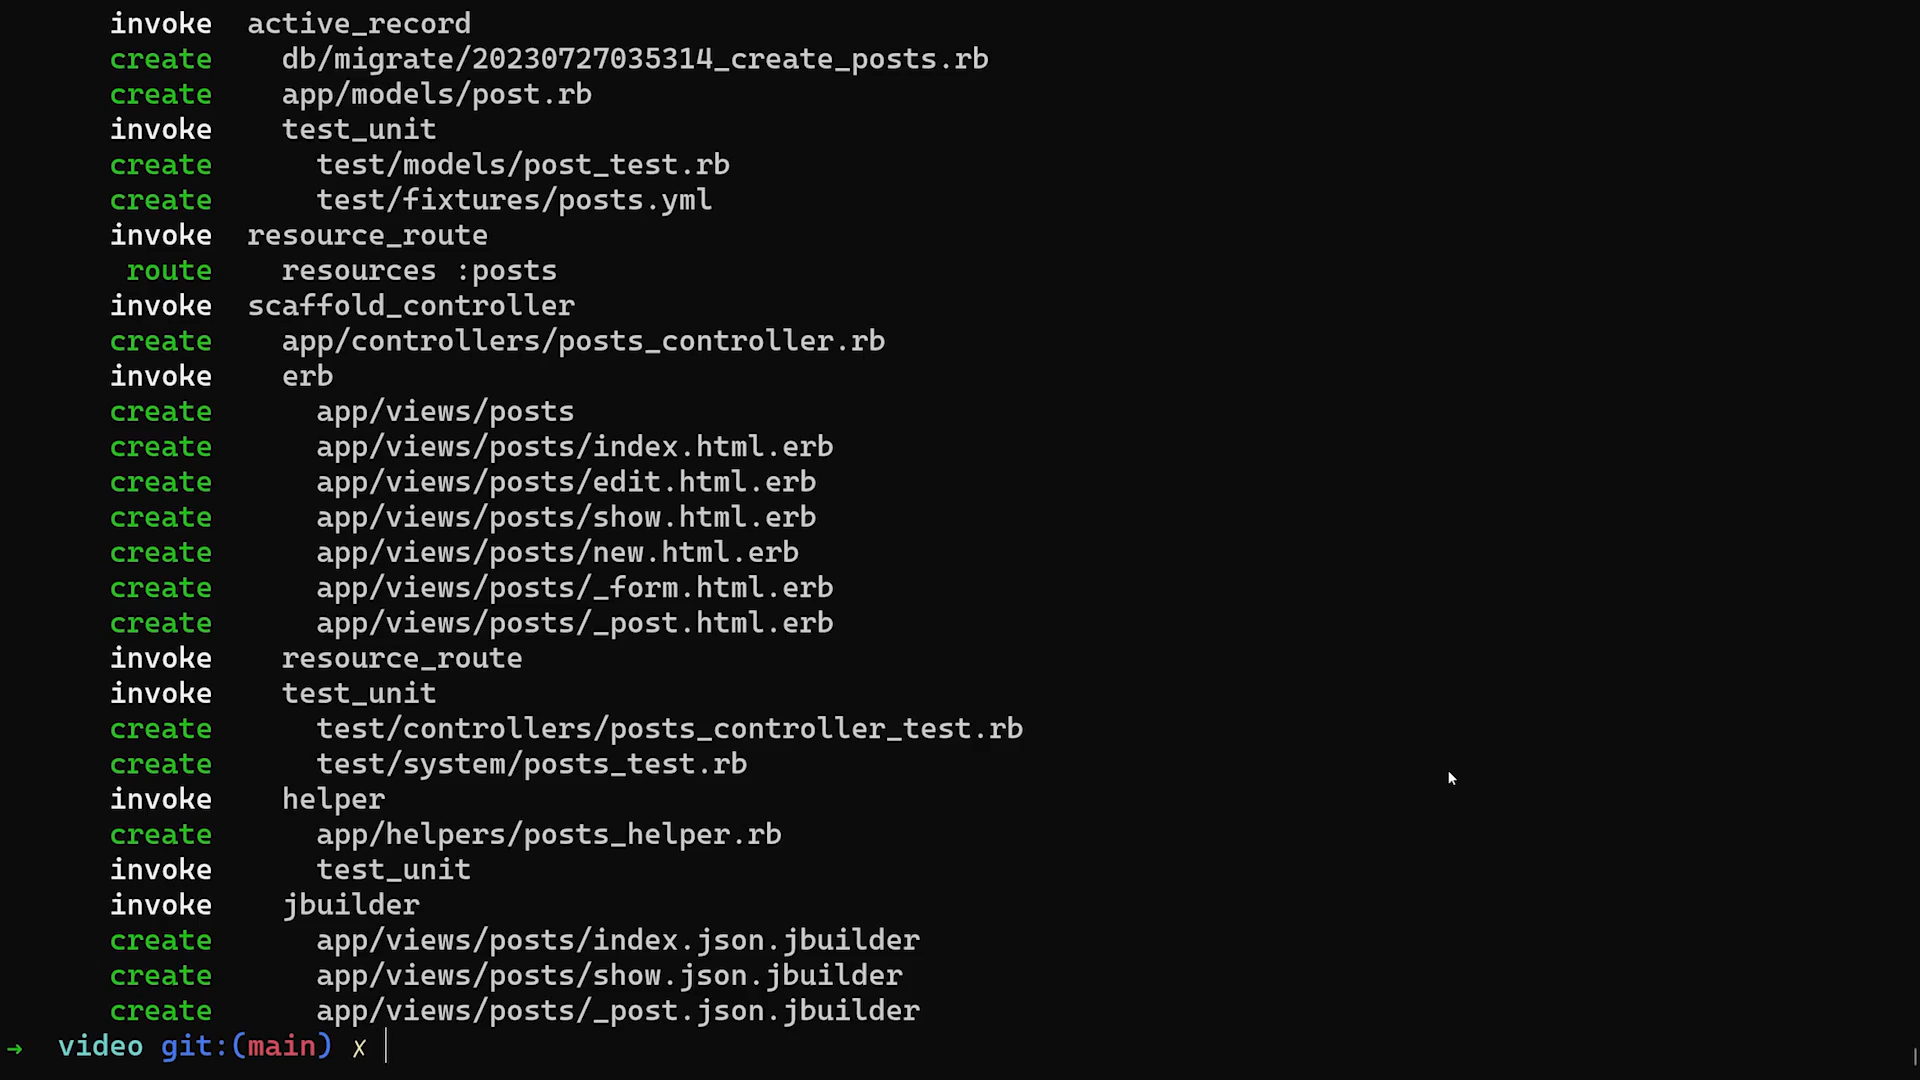 invoke  active_record
create    db/migrate/20230727035314_create_posts.rb
create    app/models/post.rb
invoke    test_unit
create      test/models/post_test.rb
create      test/fixtures/posts.yml
invoke  resource_route
 route    resources :posts
invoke  scaffold_controller
create    app/controllers/posts_controller.rb
invoke    erb
create      app/views/posts
create      app/views/posts/index.html.erb
create      app/views/posts/edit.html.erb
create      app/views/posts/show.html.erb
create      app/views/posts/new.html.erb
create      app/views/posts/_form.html.erb
create      app/views/posts/_post.html.erb
invoke    resource_route
invoke    test_unit
create      test/controllers/posts_controller_test.rb
create      test/system/posts_test.rb
invoke    helper
create      app/helpers/posts_helper.rb
invoke      test_unit
invoke    jbuilder
create      app/views/posts/index.json.jbuilder
create      app/views/posts/show.json.jbuilder
create      app/views/posts/_post.json.jbuilder
→  video git:(main) ✗